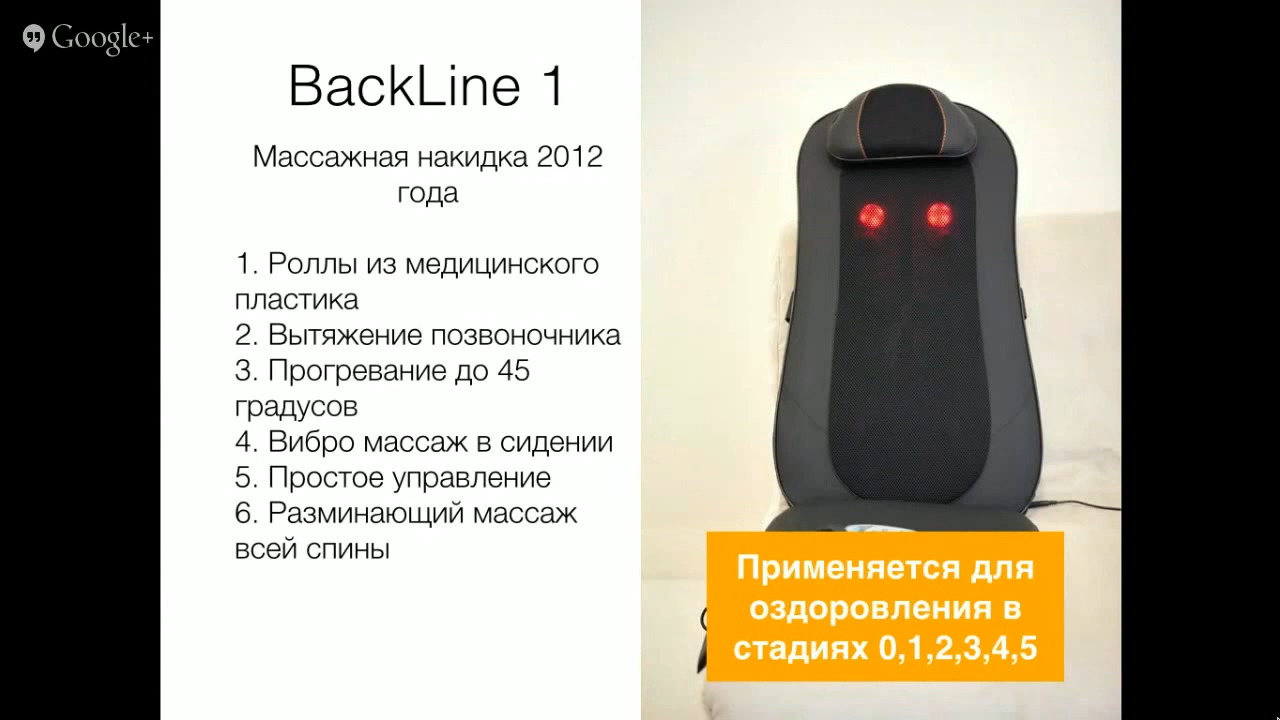 Google+
BackLine 1
Массажная накидка 2012
года
1. Роллы из медицинского
пластика
2. Вытяжение позвоночника
3. Прогревание до 45
градусов
4. Вибро массаж в сидении
5. Простое управление
6. Разминающий массаж
всей спины
Применяется для
оздоровления в
стадиях 0,1,2,3,4,5